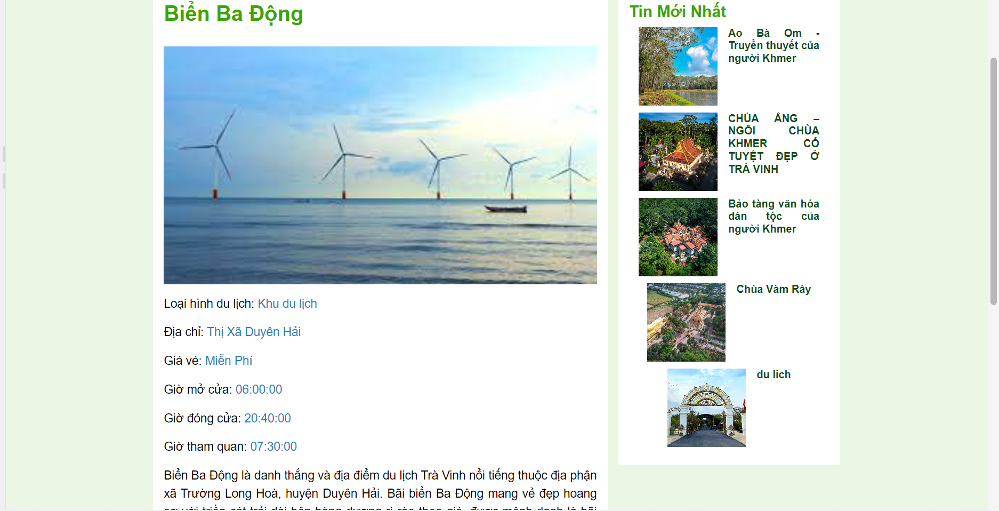 Biển Ba Động
Loại hình du lịch: Khu du lịch
Địa chỉ: Thị Xã Duyên Hải
Giá vé: Miễn Phí
Giờ mở cửa: 06:00:00
Giờ đóng cửa: 20:40:00
Giờ tham quan: 07:30:00
Biển Ba Động là danh thắng và địa điểm du lịch Trà Vinh nổi tiếng thuộc địa phận
xã Trường Long Hoà, huyện Duyên Hải. Bãi biển Ba Động mang vẻ đẹp hoang
Tin Mới Nhất
Ao Bà Om -
Truyền thuyết của
người Khmer
CHÙA ÂNG –
NGÔI CHÙA
KHMER CỔ
TUYỆT ĐẸP Ở
TRÀ VINH
Bảo tàng văn hóa
dân tộc của
người Khmer
Chùa Vàm Rây
du lich